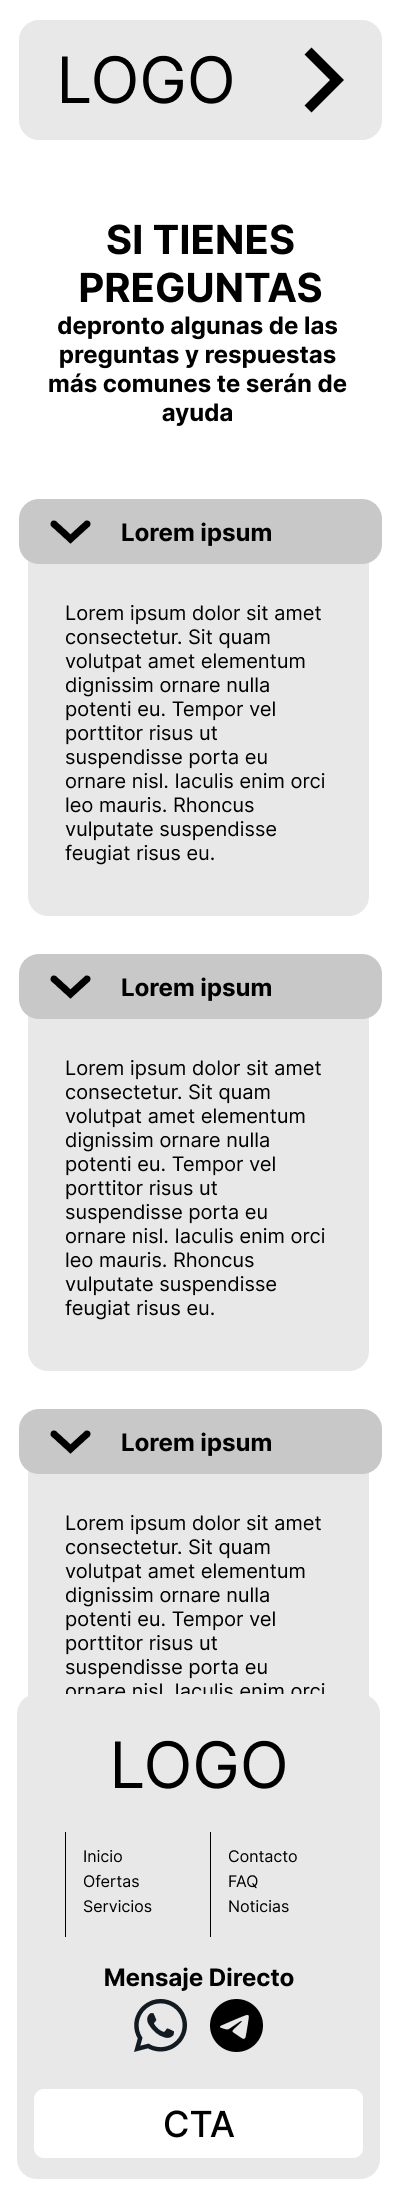 LOGO
SI TIENES
PREGUNTAS
depronto algunas de las
preguntas y respuestas
más comunes te serán de
ayuda
Lorem ipsum
Lorem ipsum dolor sit amet
consectetur. Sit quam
volutpat amet elementum
dignissim ornare nulla
potenti eu. Tempor vel
porttitor risus ut
suspendisse porta eu
ornare nisl. Iaculis enim orci
leo mauris. Rhoncus
vulputate suspendisse
feugiat risus eu.
Lorem ipsum
Lorem ipsum dolor sit amet
consectetur. Sit quam
volutpat amet elementum
dignissim ornare nulla
potenti eu. Tempor vel
porttitor risus ut
suspendisse porta eu
ornare nisl. Iaculis enim orci
leo mauris. Rhoncus
vulputate suspendisse
feugiat risus eu.
Lorem ipsum
Lorem ipsum dolor sit amet
consectetur. Sit quam
volutpat amet elementum
dignissim ornare nulla
potenti eu. Tempor vel
porttitor risus ut
suspendisse porta eu
ornare nisl. Iaculis enim orci
LOGO
Inicio
Ofertas
Servicios
Contacto
FAQ
Noticias
Mensaje Directo
CTA